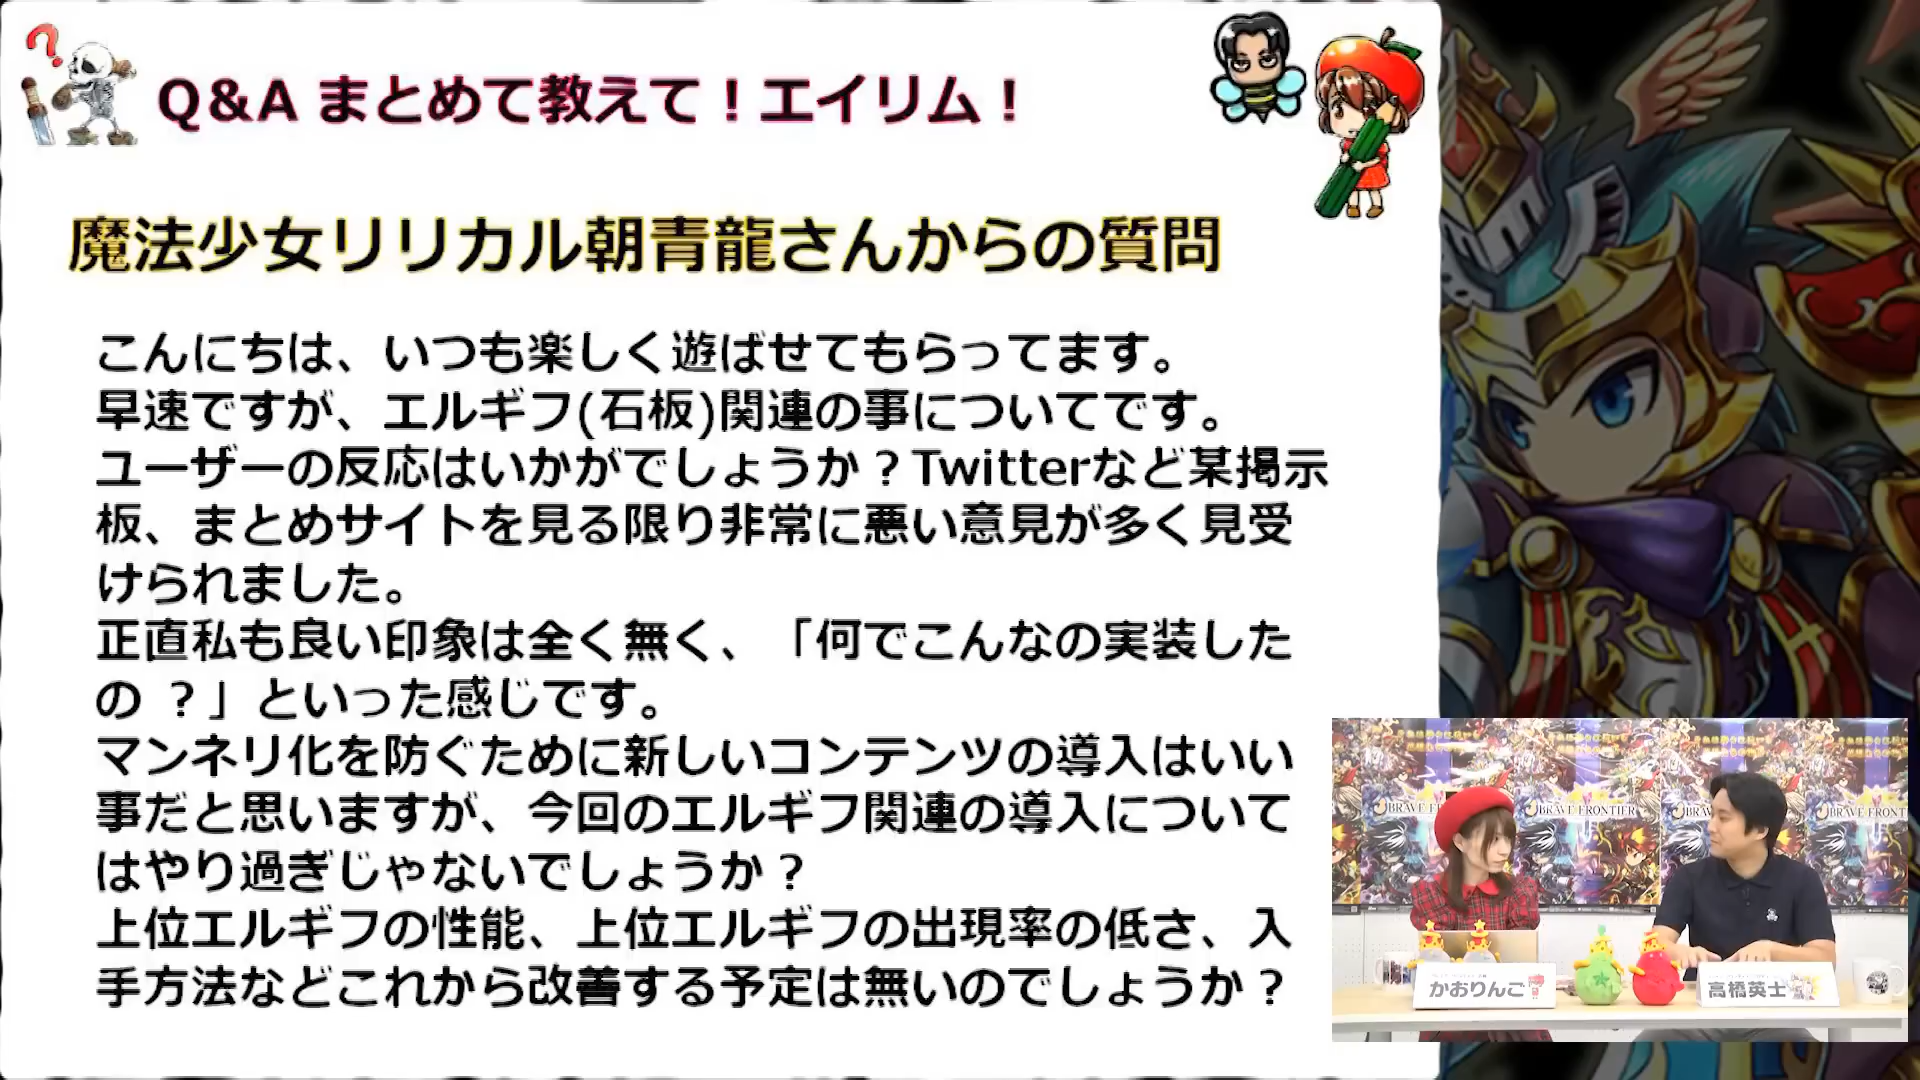 Q&A まとめて教えて！エイリム！
魔法少女リリカル朝青龍さんからの質問
こんにちは、いつも楽しく遊ばせてもらってます。
早速ですが、エルギフ(石板)関連の事についてです。
ユーザーの反応はいかがでしょうか？Twitterなど某掲示
板、まとめサイトを見る限り非常に悪い意見が多く見受
けられました。
正直私も良い印象は全く無く、「何でこんなの実装した
の ？」といった感じです。
マンネリ化を防ぐために新しいコンテンツの導入はいい
事だと思いますが、今回のエルギフ関連の導入について
はやり過ぎじゃないでしょうか？
上位エルギフの性能、上位エルギフの出現率の低さ、入
手方法などこれから改善する予定は無いのでしょうか？
BRAVE FRONTIER
かおりんご
高橋英士